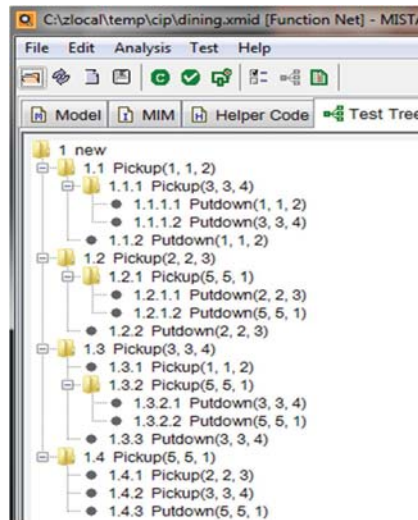 C:\zlocal\temp\cip\dining.xmid [Function Net] - MISTA
File Edit Analysis Test Help
Model MIM Helper Code Test Tree
1 new
1.1 Pickup(1, 1, 2)
1.1.1 Pickup(3, 3, 4)
1.1.1.1 Putdown(1, 1, 2)
1.1.1.2 Putdown(3, 3, 4)
1.1.2 Putdown(1, 1, 2)
1.2 Pickup(2, 2, 3)
1.2.1 Pickup(5, 5, 1)
1.2.1.1 Putdown(2, 2, 3)
1.2.1.2 Putdown(5, 5, 1)
1.2.2 Putdown(2, 2, 3)
1.3 Pickup(3, 3, 4)
1.3.1 Pickup(1, 1, 2)
1.3.2 Pickup(5, 5, 1)
1.3.2.1 Putdown(3, 3, 4)
1.3.2.2 Putdown(5, 5, 1)
1.3.3 Putdown(3, 3, 4)
1.4 Pickup(5, 5, 1)
1.4.1 Pickup(2, 2, 3)
1.4.2 Pickup(3, 3, 4)
1.4.3 Putdown(5, 5, 1)